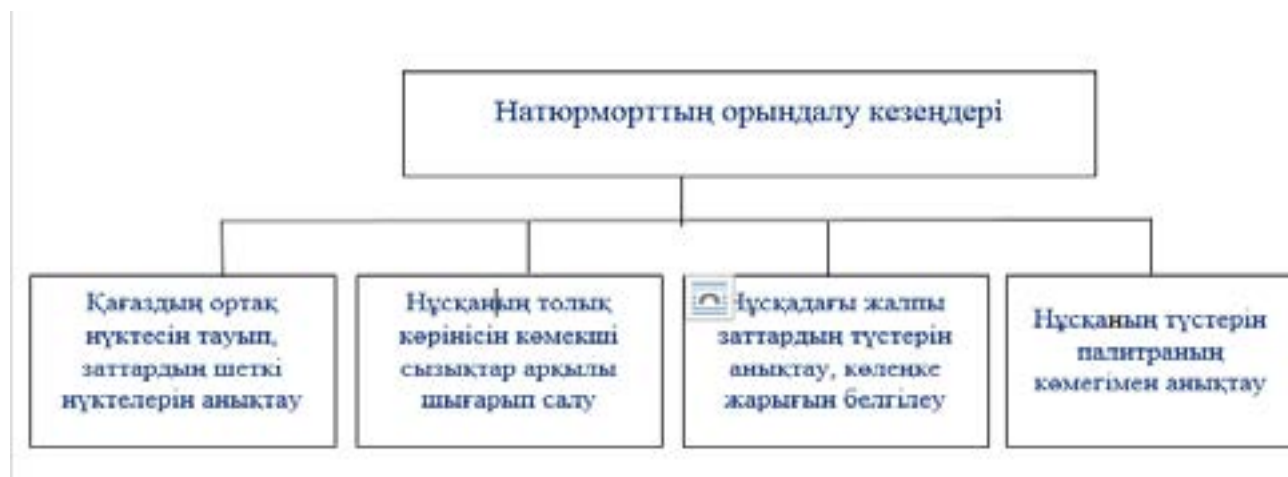 Натюрморттың орындалу кезеңдері
Қағаздың ортақ
нүктесін тауып,
заттардың шеткі
нүктелерін анықтау
Нұсқаның толық
көрінісін көмекші
сызықтар арқылы
шығарып салу
Нұсқадағы жалпы
заттардың түстерін
анықтау, көлеңке
жарығын белгілеу
Нұсқаның түстерін
палитраның
көмегімен анықтау